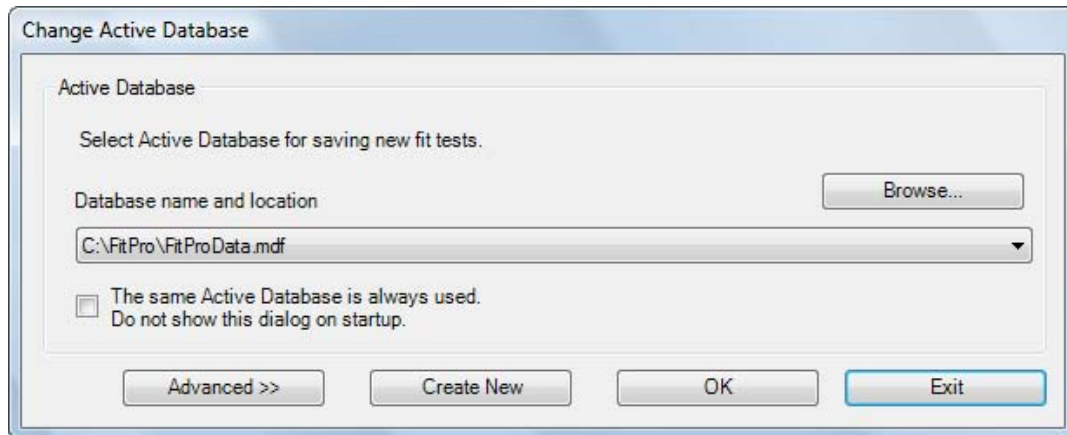 Change Active Database
Active Database
Select Active Database for saving new fit tests.
Browse...
Database name and location
C:\FitPro\FitProData.mdf
The same Active Database is always used.
Do not show this dialog on startup.
Advanced >>
Create New
OK
Exit